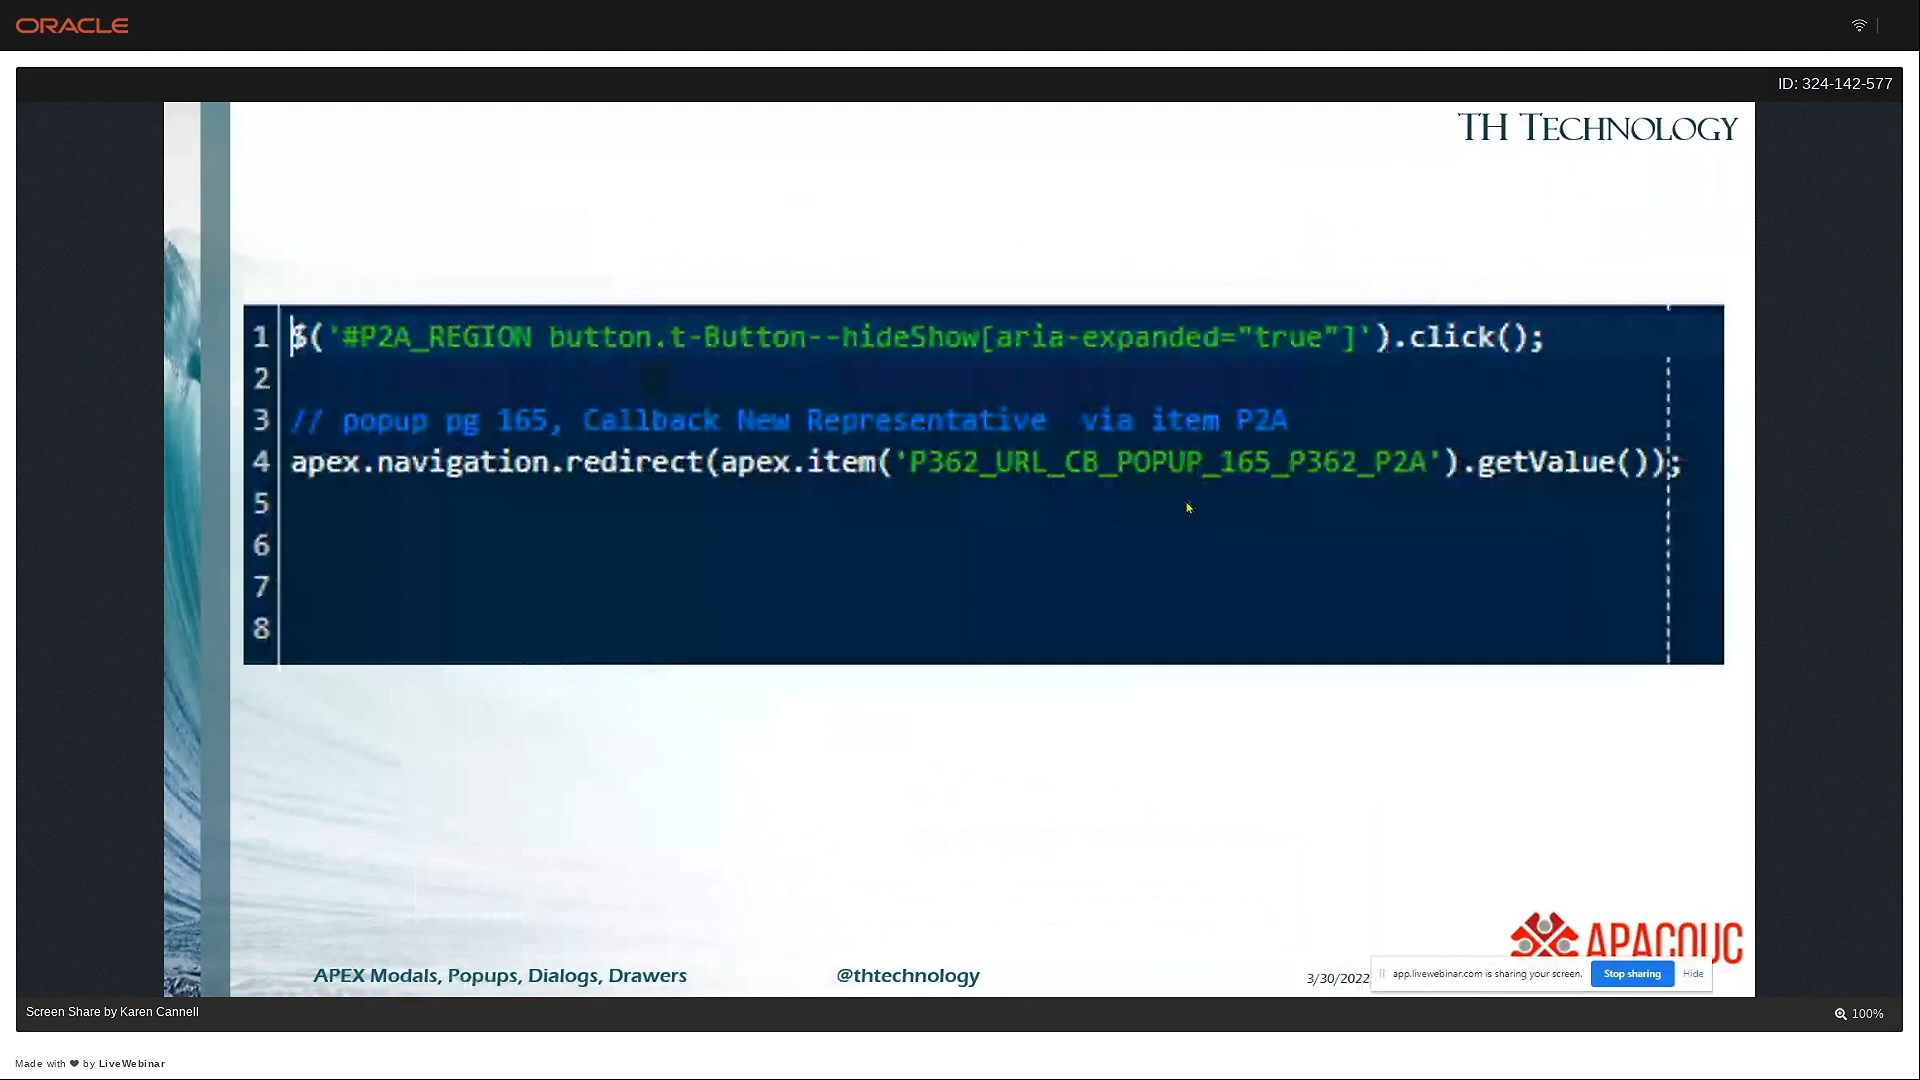 ORACLE
ID: 324-142-577
TH TECHNOLOGY
1 $('#P2A_REGION button.t-Button--hideShow[aria-expanded="true"]').click();
2
3 // popup pg 165, Callback New Representative  via item P2A
4 apex.navigation.redirect(apex.item('P362_URL_CB_POPUP_165_P362_P2A').getValue());
5
6
7
8
APACOUC
APEX Modals, Popups, Dialogs, Drawers @thtechnology 3/30/2022
app.livewebinar.com is sharing your screen. Stop sharing Hide
Screen Share by Karen Cannell 100%
Made with ❤ by LiveWebinar